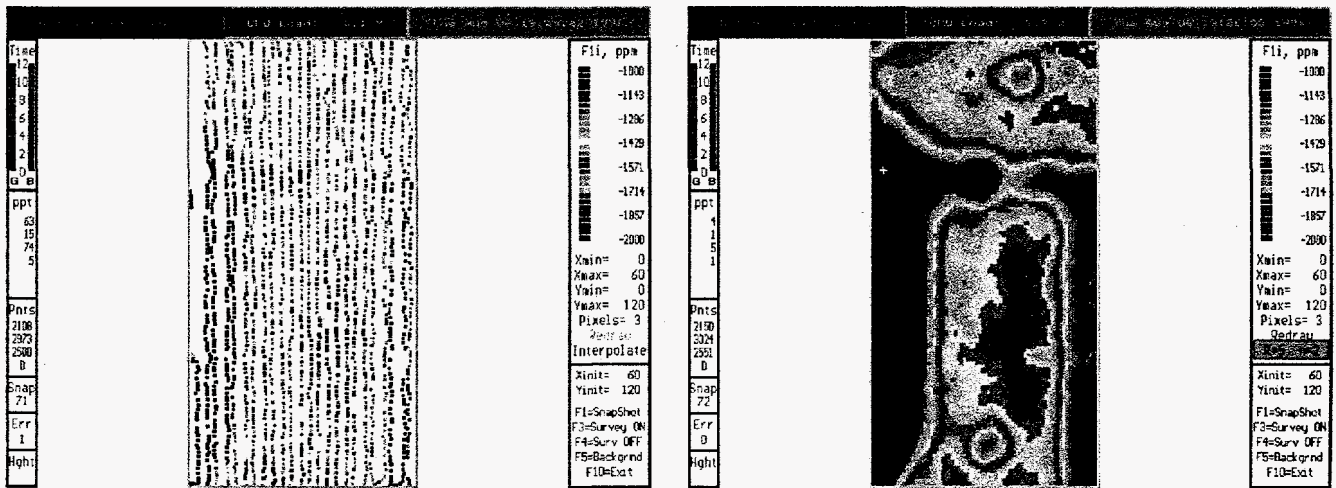 Time
12
10
8
6
4
2
0
G B
ppt
63
15
74
5
Pnts
2108
2973
2500
0
Snap
71
Err
1
Hght
F1i, ppm
-1000
-1143
-1286
-1429
-1571
-1714
-1857
-2000
Xmin= 0
Xmax= 60
Ymin= 0
Ymax= 120
Pixels= 3
Redraw
Interpolate
Xinit= 60
Yinit= 120
F1=SnapShot
F3=Survey ON
F4=Surv OFF
F5=Backgrnd
F10=Exit
Time
12
10
8
6
4
2
0
G B
ppt
4
1
5
1
Pnts
2150
3024
2551
0
Snap
72
Err
0
Hght
F1i, ppm
-1000
-1143
-1286
-1429
-1571
-1714
-1857
-2000
Xmin= 0
Xmax= 60
Ymin= 0
Ymax= 120
Pixels= 3
Redraw
Xinit= 60
Yinit= 120
F1=SnapShot
F3=Survey ON
F4=Surv OFF
F5=Backgrnd
F10=Exit